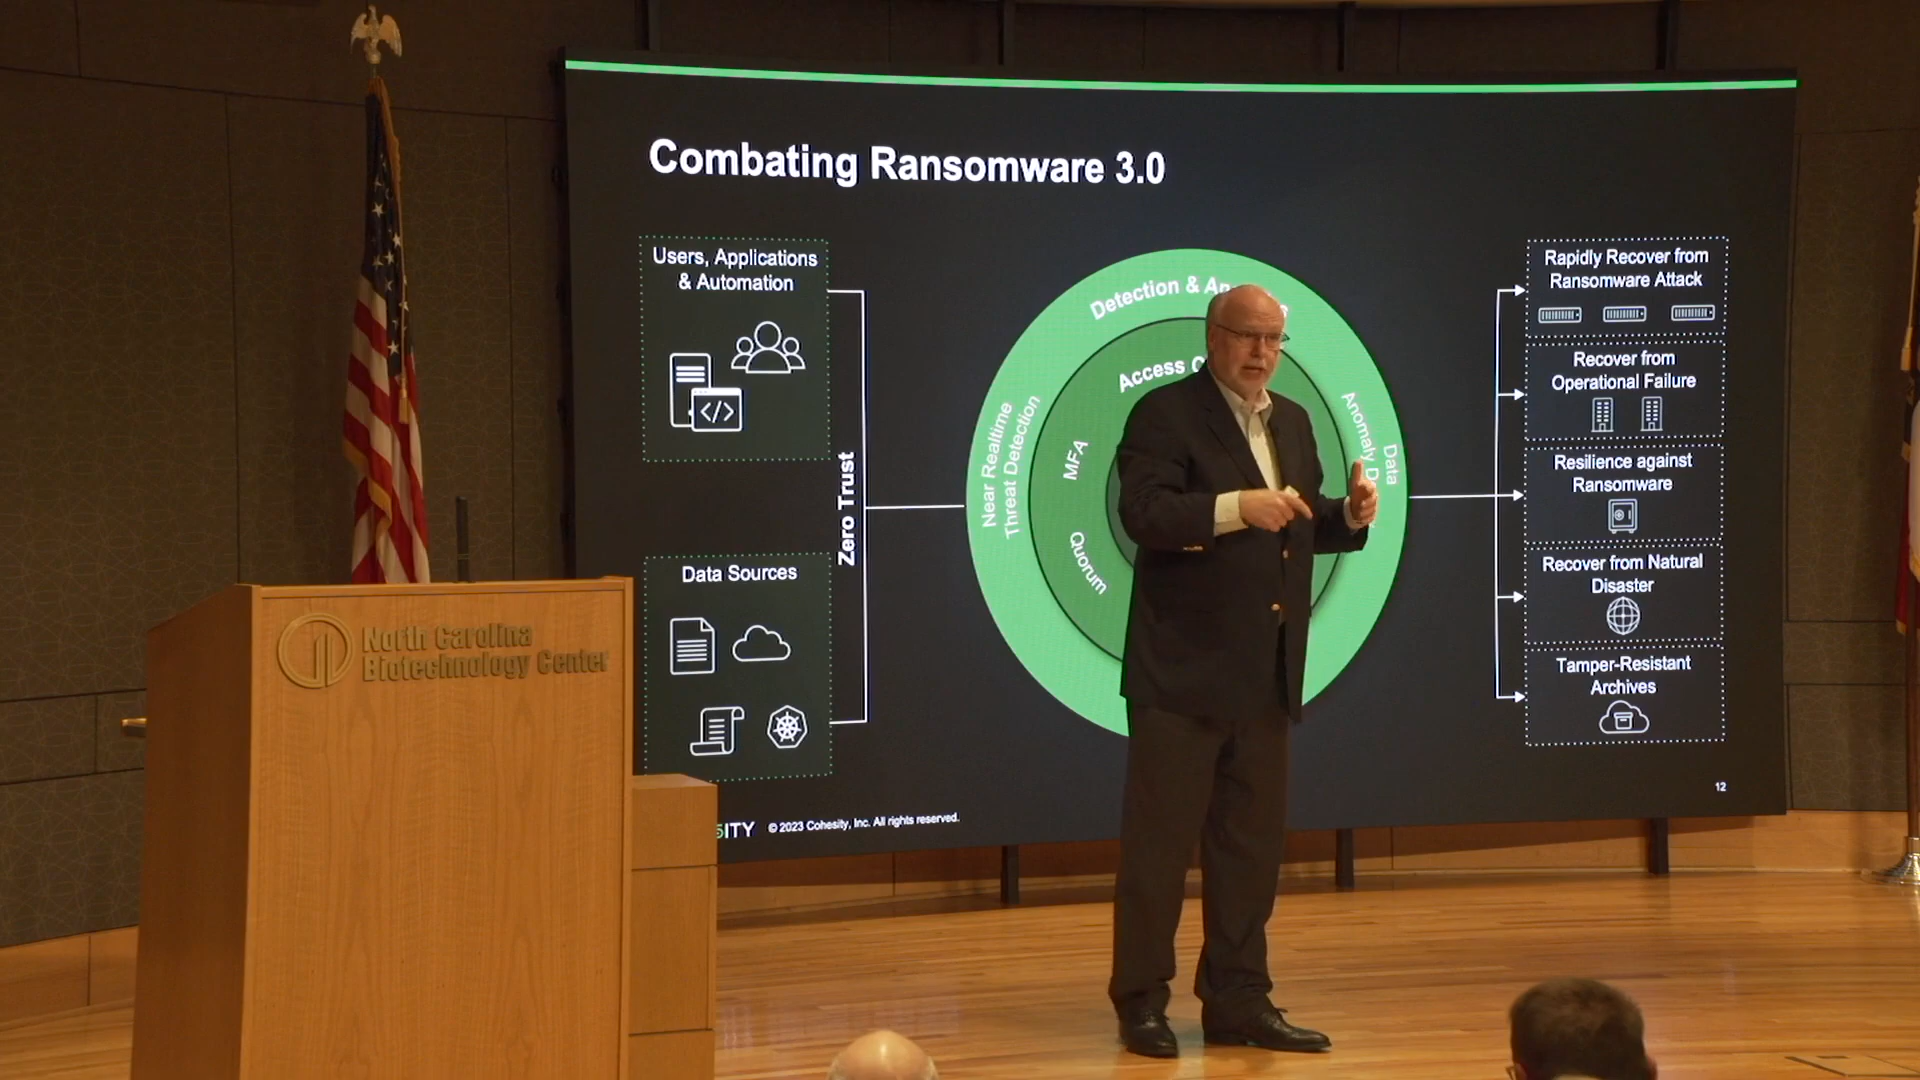 Combating Ransomware 3.0
Users, Applications
& Automation
Zero Trust
Data Sources
Detection &
Near Realtime
Threat Detection
Access
MFA
Quorum
Data
Anomaly
Rapidly Recover from
Ransomware Attack
Recover from
Operational Failure
Resilience against
Ransomware
Recover from Natural
Disaster
Tamper-Resistant
Archives
12
SITY © 2023 Cohesity, Inc. All rights reserved.
North Carolina
Biotechnology Center